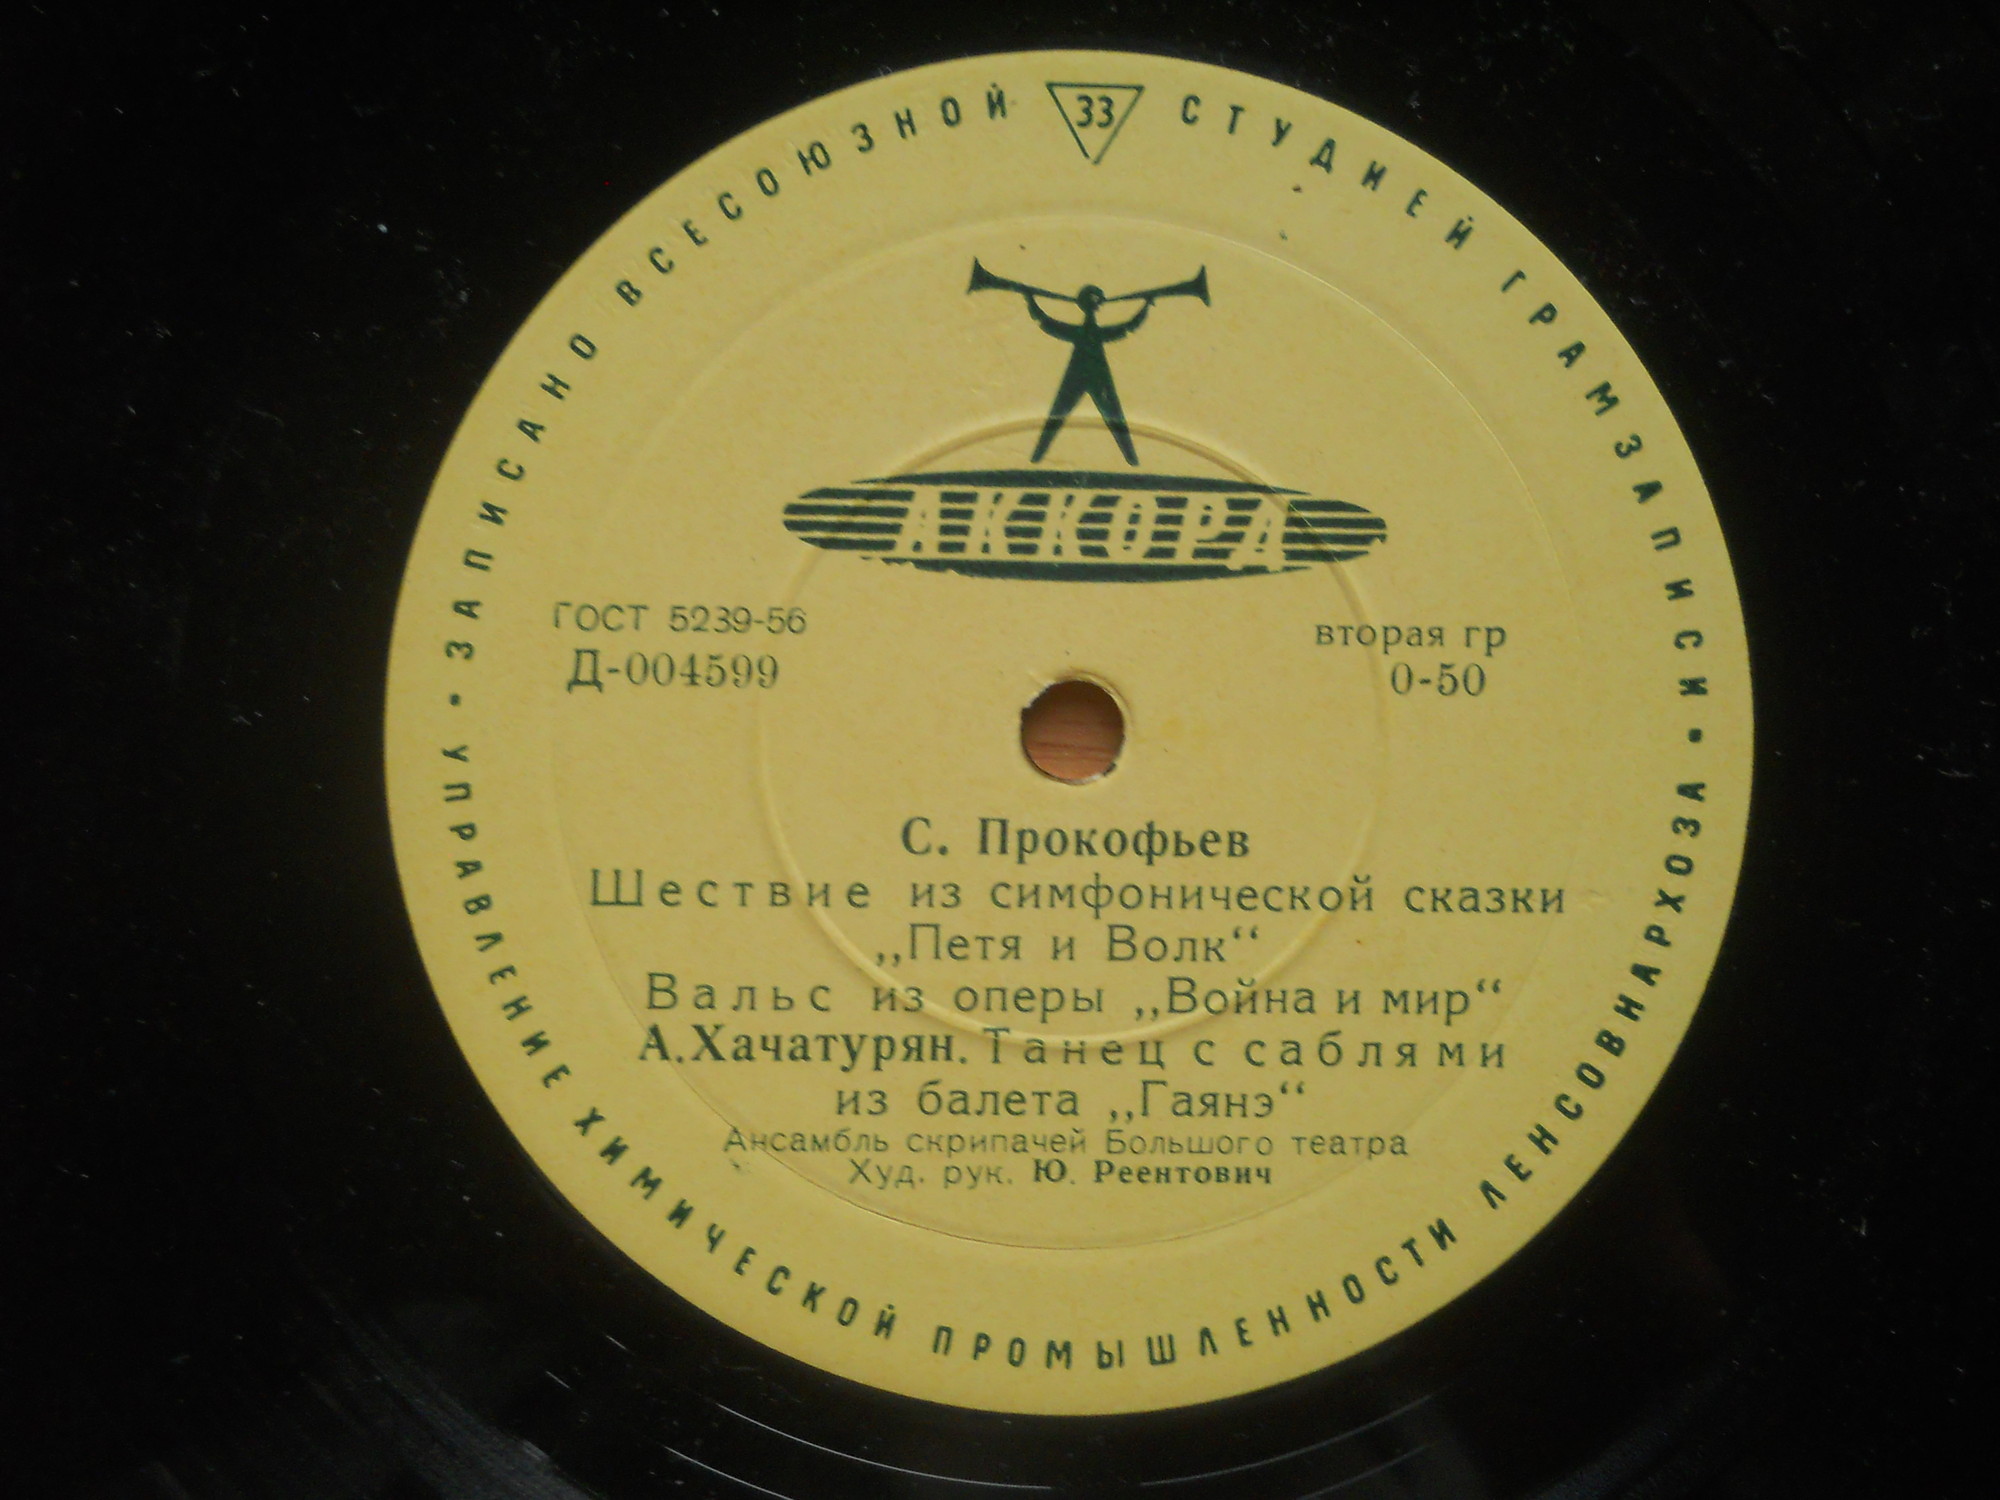 ЗАПИСАНО ВСЕСОЮЗНОЙ 33 СТУДИЕЙ ГРАМЗАПИСИ
АККОРД
ГОСТ 5239-56
Д-004599
вторая гр
0-50
С. Прокофьев
Шествие из симфонической сказки
„Петя и Волк“
Вальс из оперы „Война и мир“
А.Хачатурян. Танец с саблями
из балета „Гаянэ“
Ансамбль скрипачей Большого театра
Худ. рук. Ю. Реентович
• УПРАВЛЕНИЕ ХИМИЧЕСКОЙ ПРОМЫШЛЕННОСТИ ЛЕНСОВНАРХОЗА •